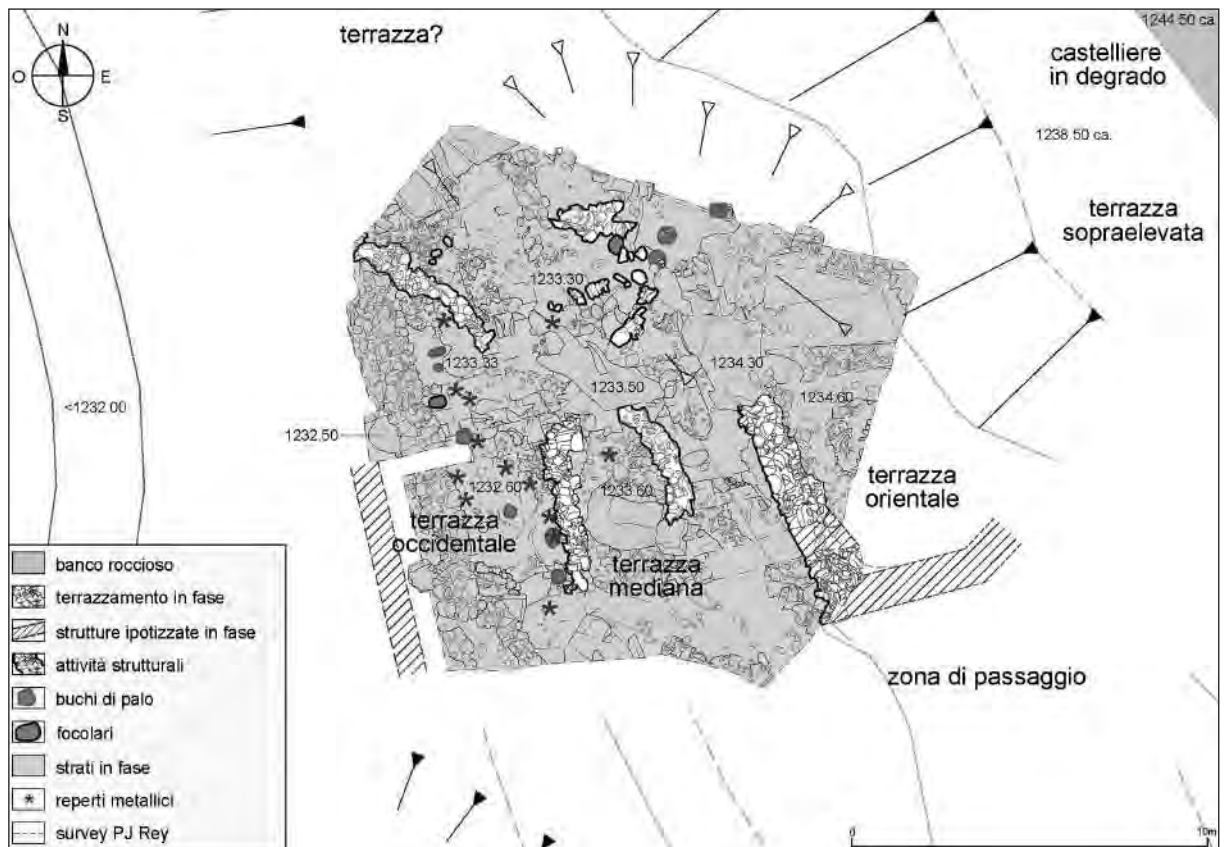 N
O
E
S
terrazza?
1244.50 ca.
castelliere
in degrado
1238.50 ca.
terrazza
sopraelevata
1233.30
1233.33
1233.50
1234.30
1234.60
<1232.00
1232.50
1232.60
1233.60
terrazza
orientale
terrazza
occidentale
terrazza
mediana
zona di passaggio
banco roccioso
terrazzamento in fase
strutture ipotizzate in fase
attività strutturali
buchi di palo
focolari
strati in fase
* reperti metallici
survey PJ Rey
0
10m